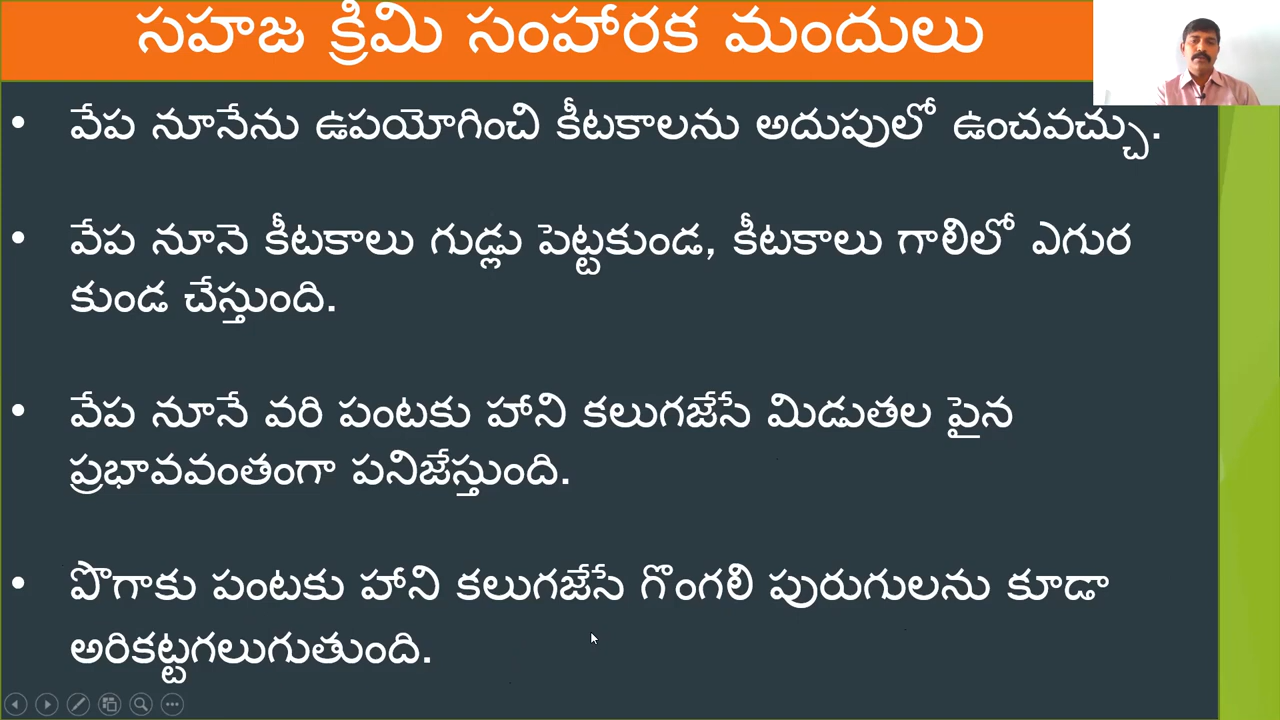 సహజ క్రిమి సంహారక మందులు
• వేప నూనేను ఉపయోగించి కీటకాలను అదుపులో ఉంచవచ్చు.
• వేప నూనె కీటకాలు గుడ్లు పెట్టకుండ, కీటకాలు గాలిలో ఎగుర
కుండ చేస్తుంది.
• వేప నూనే వరి పంటకు హాని కలుగజేసే మిడుతల పైన
ప్రభావవంతంగా పనిజేస్తుంది.
• పొగాకు పంటకు హాని కలుగజేసే గొంగలి పురుగులను కూడా
అరికట్టగలుగుతుంది.